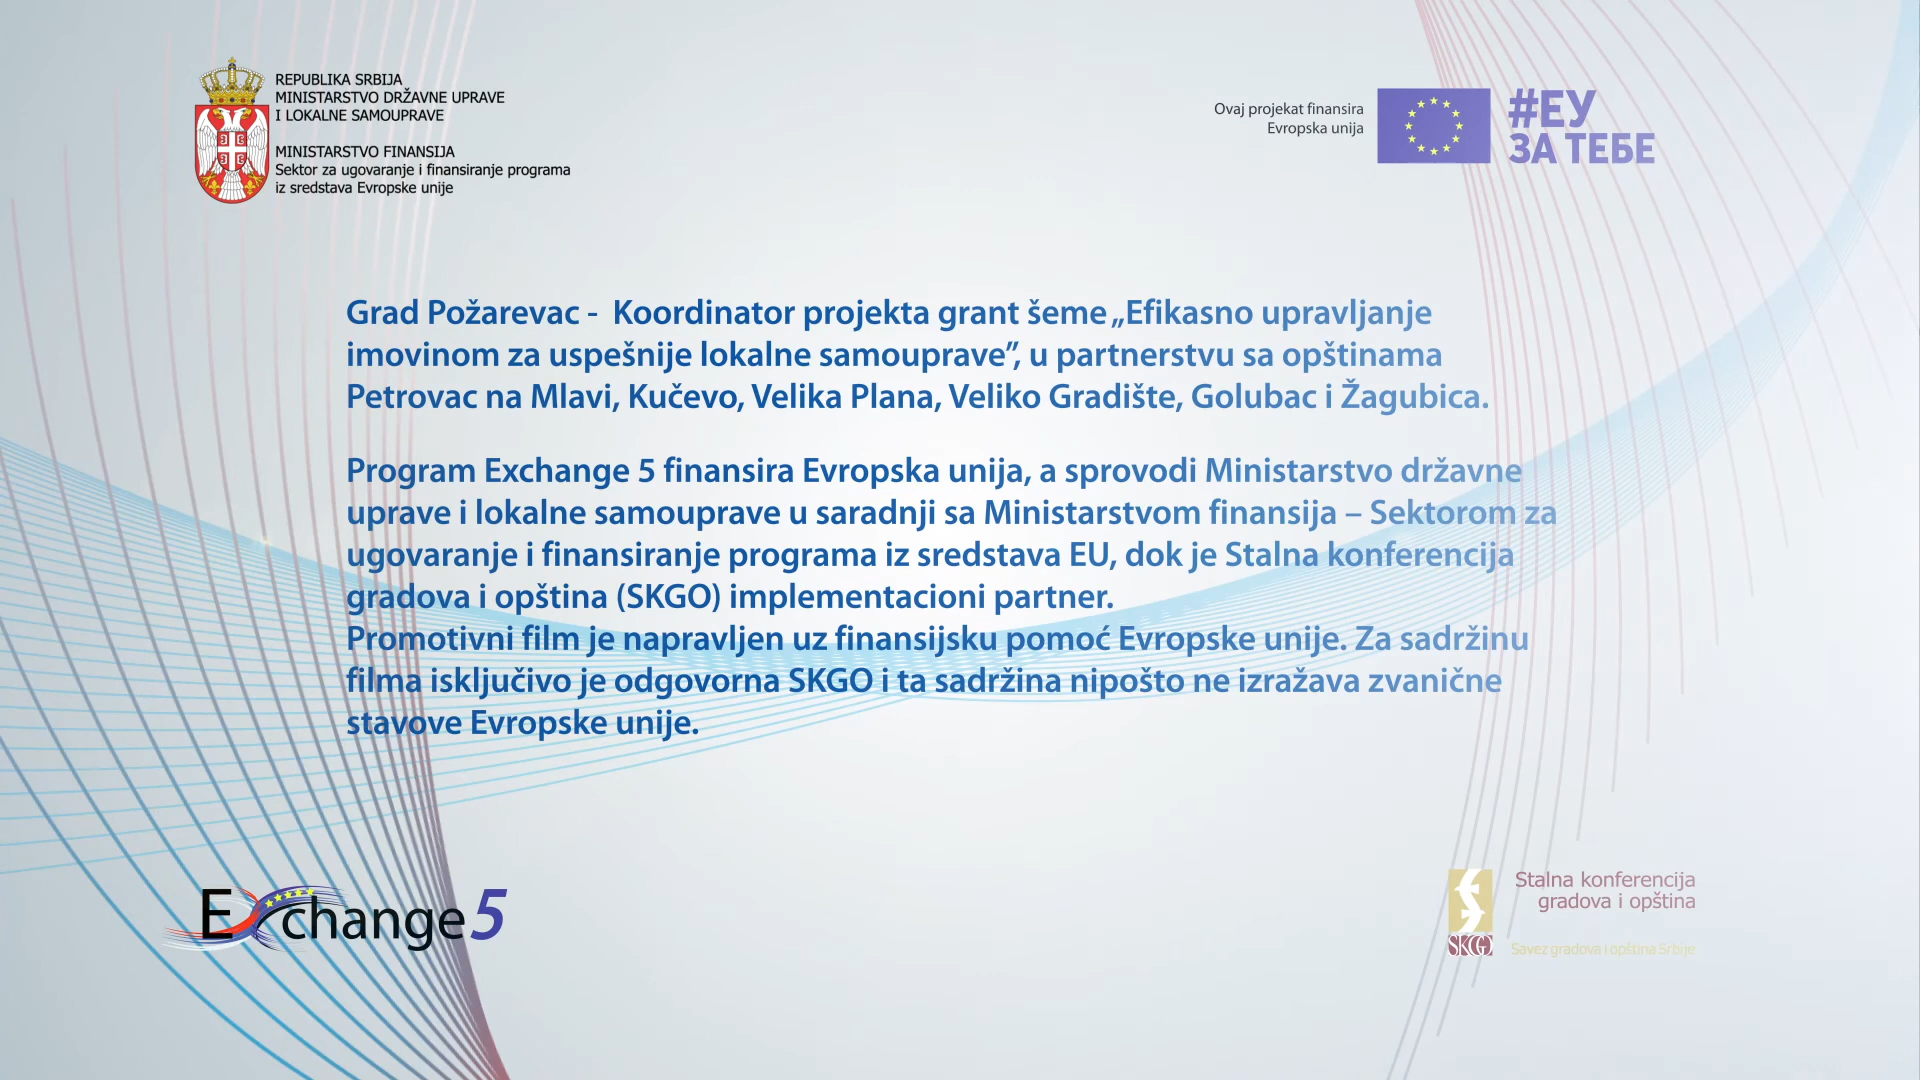 REPUBLIKA SRBIJA
MINISTARSTVO DRŽAVNE UPRAVE
I LOKALNE SAMOUPRAVE
MINISTARSTVO FINANSIJA
Sektor za ugovaranje i finansiranje programa
iz sredstava Evropske unije
Ovaj projekat finansira
Evropska unija
#ЕУ
ЗА ТЕБЕ
Grad Požarevac - Koordinator projekta grant šeme „Efikasno upravljanje
imovinom za uspešnije lokalne samouprave”, u partnerstvu sa opštinama
Petrovac na Mlavi, Kučevo, Velika Plana, Veliko Gradište, Golubac i Žagubica.
Program Exchange 5 finansira Evropska unija, a sprovodi Ministarstvo državne
uprave i lokalne samouprave u saradnji sa Ministarstvom finansija – Sektorom za
ugovaranje i finansiranje programa iz sredstava EU, dok je Stalna konferencija
gradova i opština (SKGO) implementacioni partner.
Promotivni film je napravljen uz finansijsku pomoć Evropske unije. Za sadržinu
filma isključivo je odgovorna SKGO i ta sadržina nipošto ne izražava zvanične
stavove Evropske unije.
Exchange 5
Stalna konferencija
gradova i opština
SKGO
Savez gradova i opština Srbije